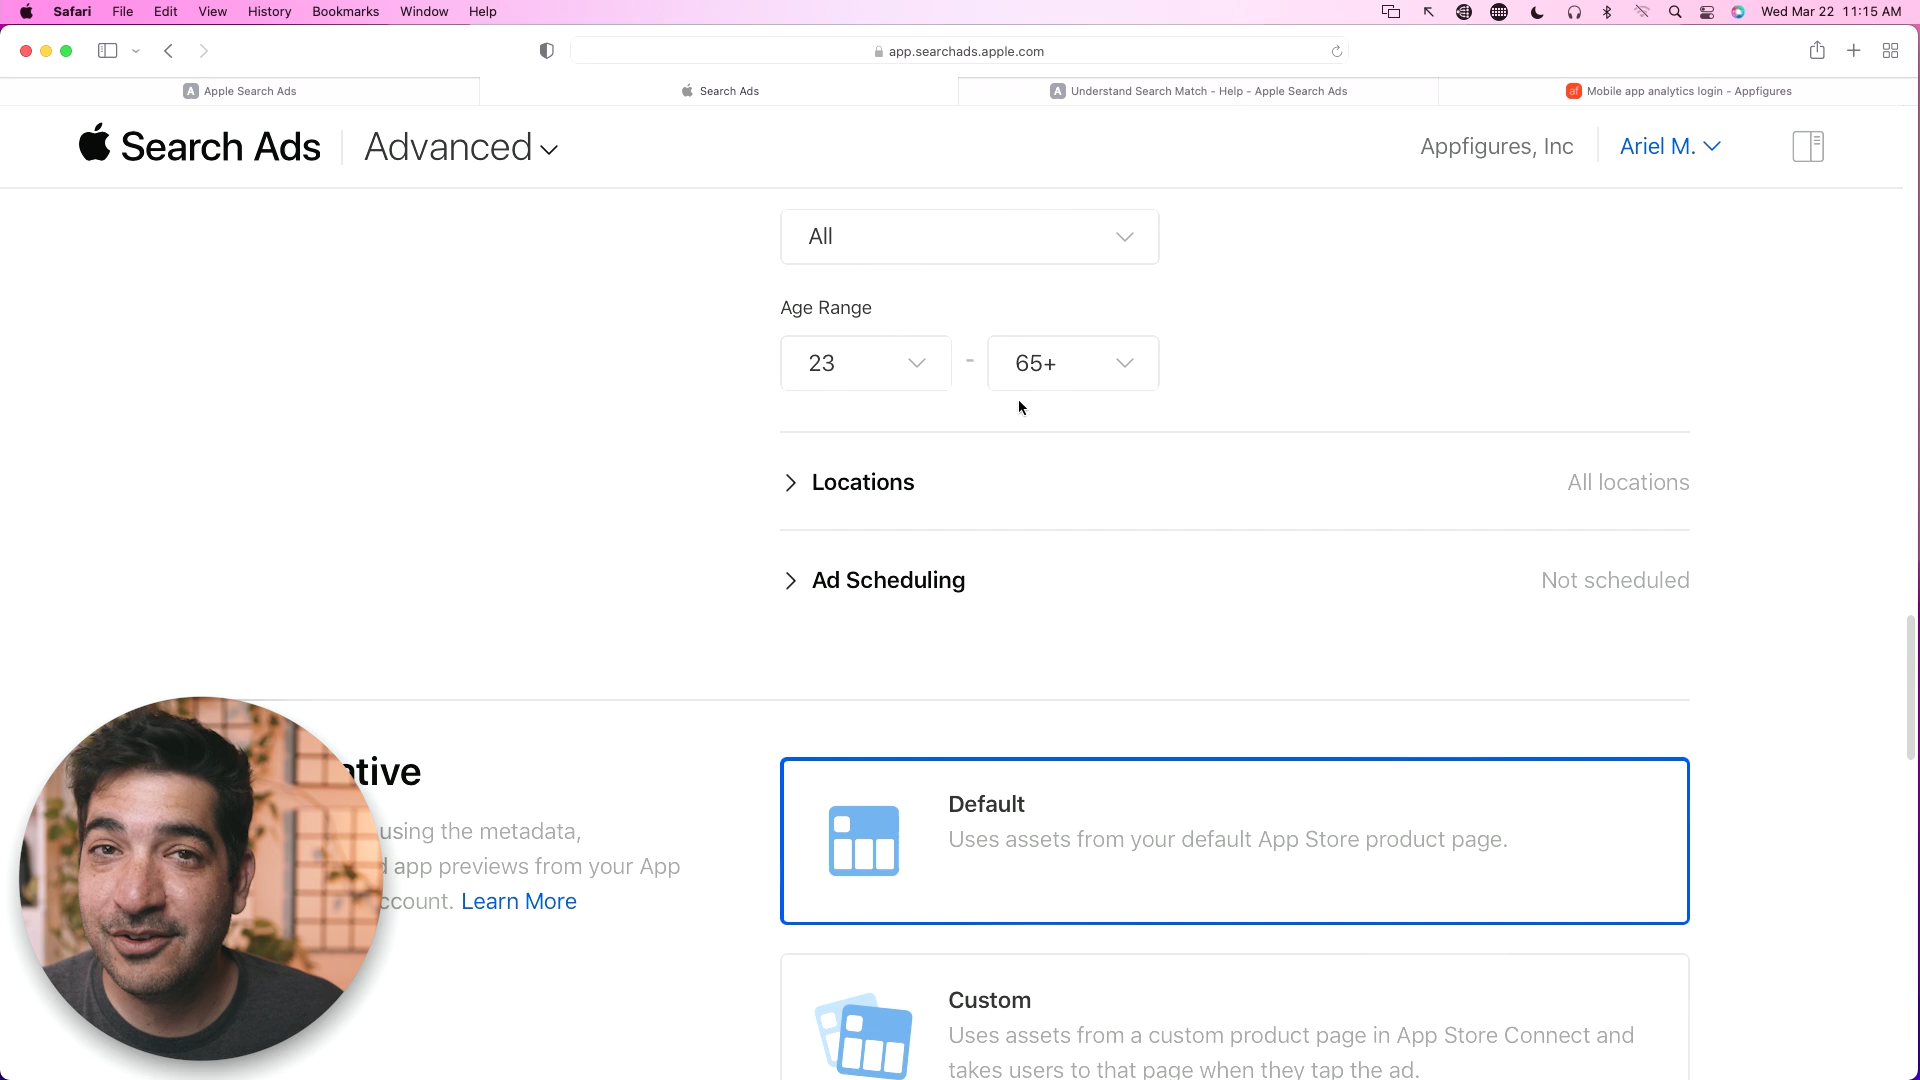 Safari File Edit View History Bookmarks Window Help Wed Mar 22 11:15 AM
app.searchads.apple.com
A Apple Search Ads
Search Ads
A Understand Search Match - Help - Apple Search Ads
af Mobile app analytics login - Appfigures
Search Ads Advanced
Appfigures, Inc Ariel M.
All
Age Range
23 - 65+
Locations All locations
Ad Scheduling Not scheduled
ative
using the metadata,
d app previews from your App
ccount. Learn More
Default
Uses assets from your default App Store product page.
Custom
Uses assets from a custom product page in App Store Connect and
takes users to that page when they tap the ad.